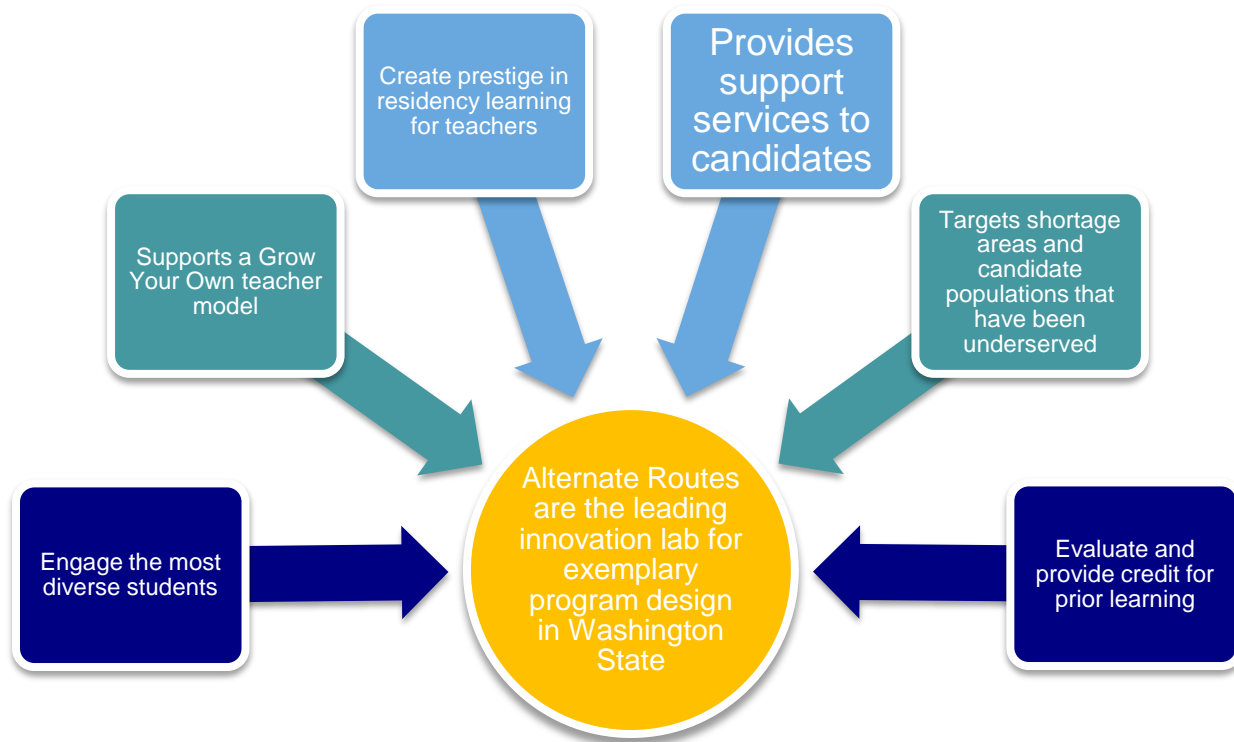 Create prestige in
residency learning
for teachers
Provides
support
services to
candidates
Supports a Grow
Your Own teacher
model
Targets shortage
areas and
candidate
populations that
have been
underserved
Engage the most
diverse students
Alternate Routes
are the leading
innovation lab for
exemplary
program design
in Washington
State
Evaluate and
provide credit for
prior learning